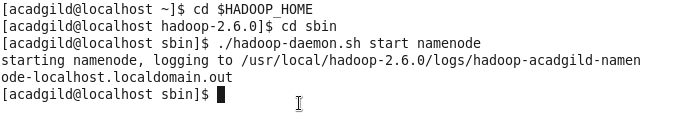 [acadgild@localhost ~]$ cd $HADOOP_HOME
[acadgild@localhost hadoop-2.6.0]$ cd sbin
[acadgild@localhost sbin]$ ./hadoop-daemon.sh start namenode
starting namenode, logging to /usr/local/hadoop-2.6.0/logs/hadoop-acadgild-namen
ode-localhost.localdomain.out
[acadgild@localhost sbin]$